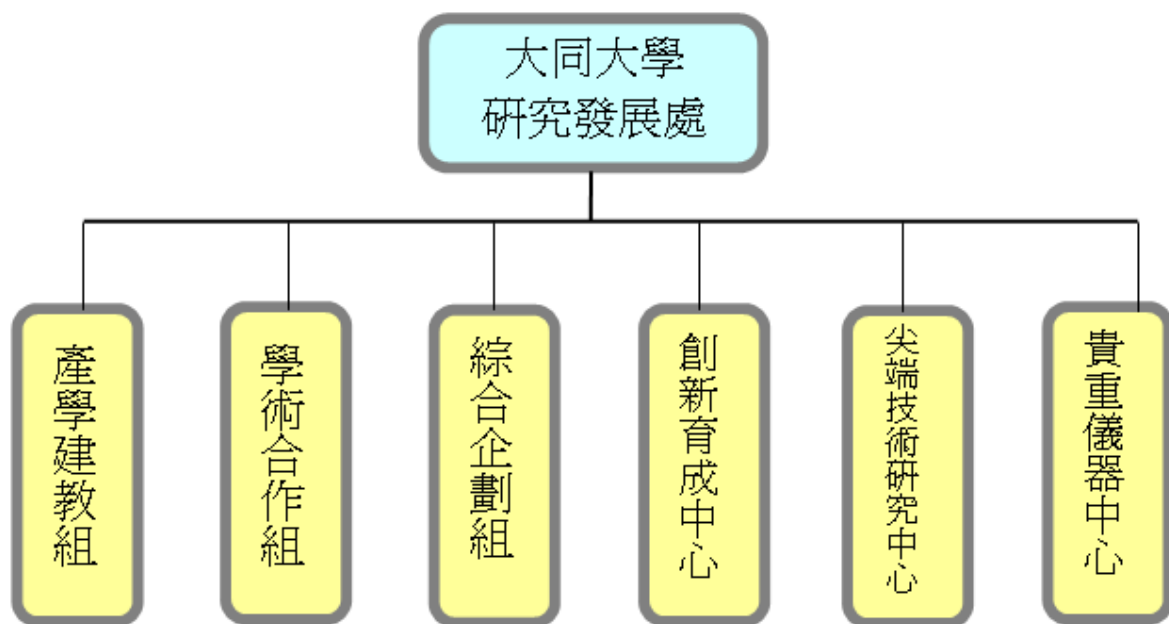 大同大學
研究發展處
產學建教組
學術合作組
綜合企劃組
創新育成中心
尖端技術研究中心
貴重儀器中心